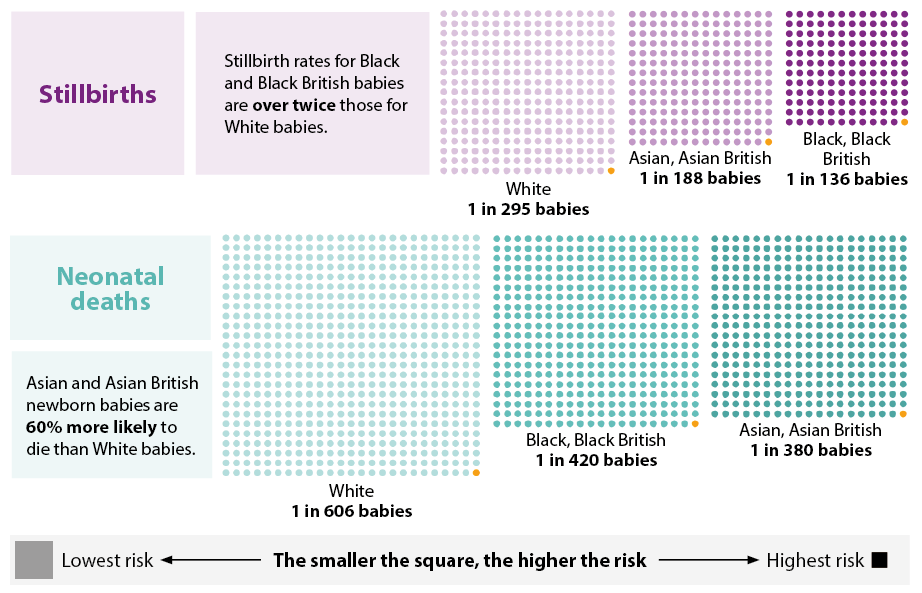 Stillbirths
Stillbirth rates for Black
and Black British babies
are over twice those for
White babies.
White
1 in 295 babies
Asian, Asian British
1 in 188 babies
Black, Black
British
1 in 136 babies
Neonatal
deaths
Asian and Asian British
newborn babies are
60% more likely to
die than White babies.
White
1 in 606 babies
Black, Black British
1 in 420 babies
Asian, Asian British
1 in 380 babies
Lowest risk
The smaller the square, the higher the risk
Highest risk